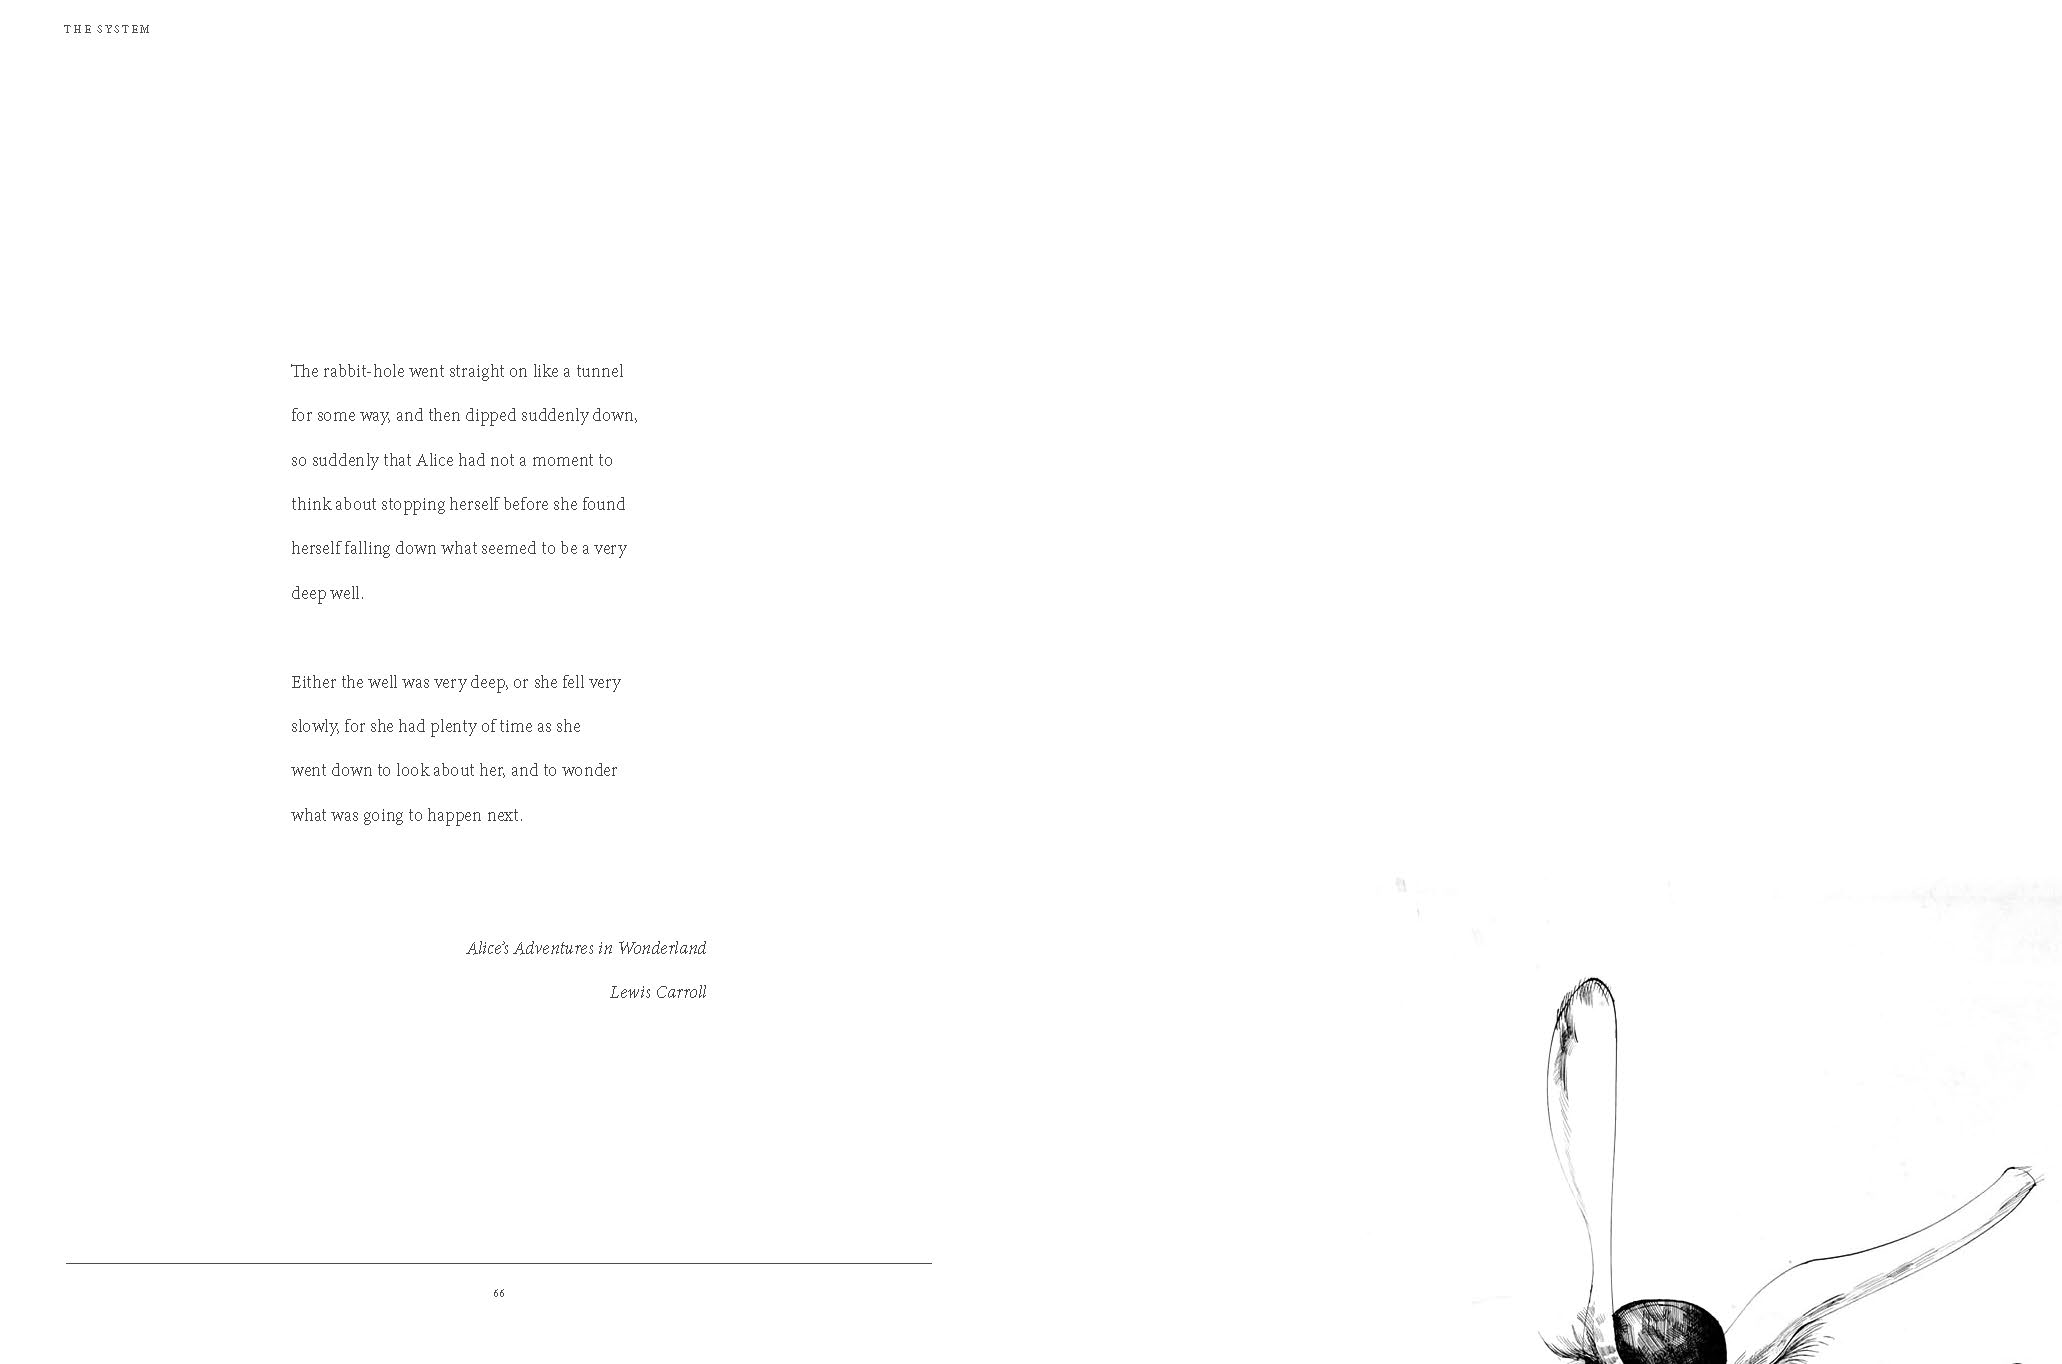 THE SYSTEM
The rabbit-hole went straight on like a tunnel
for some way, and then dipped suddenly down,
so suddenly that Alice had not a moment to
think about stopping herself before she found
herself falling down what seemed to be a very
deep well.
Either the well was very deep, or she fell very
slowly, for she had plenty of time as she
went down to look about her, and to wonder
what was going to happen next.
Alice's Adventures in Wonderland
Lewis Carroll
66